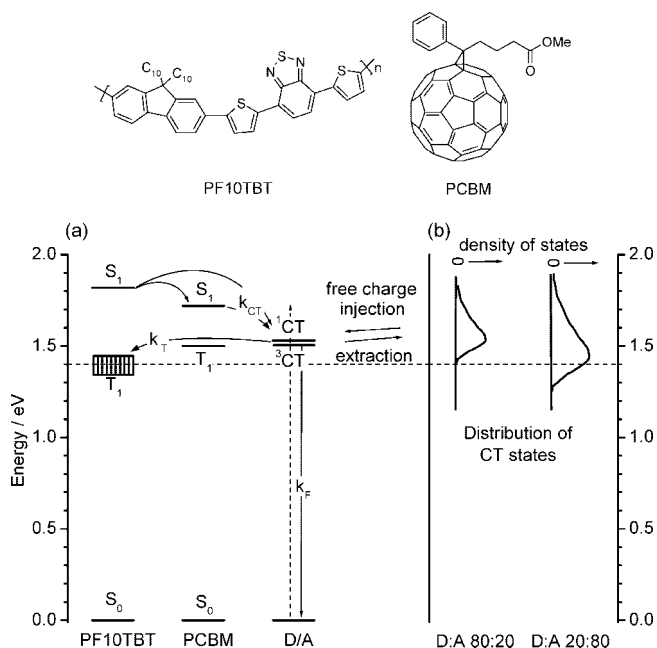 OMe
O
S
N
N
C10
C10
S
S
n
PF10TBT
PCBM
(a)
(b)
2.0
1.5
1.0
0.5
0.0
Energy / eV
S1
S1
kCT
1CT
kT
T1
T1
3CT
kF
S0
S0
PF10TBT
PCBM
D/A
free charge
injection
extraction
0
density of states
0
Distribution of
CT states
D:A 80:20
D:A 20:80
2.0
1.5
1.0
0.5
0.0